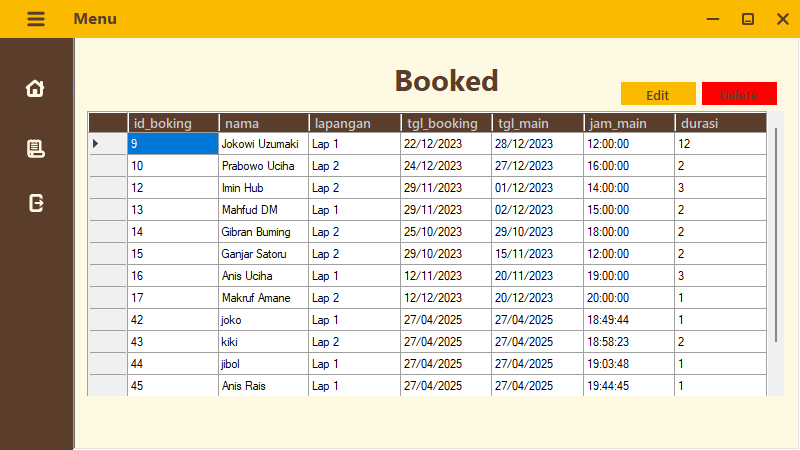 Menu
Booked
Edit Delete
id_boking nama lapangan tgl_booking tgl_main jam_main durasi
9 Jokowi Uzumaki Lap 1 22/12/2023 28/12/2023 12:00:00 12
10 Prabowo Uciha Lap 2 24/12/2023 27/12/2023 16:00:00 2
12 Imin Hub Lap 2 29/11/2023 01/12/2023 14:00:00 3
13 Mahfud DM Lap 1 29/11/2023 02/12/2023 15:00:00 2
14 Gibran Buming Lap 2 25/10/2023 29/10/2023 18:00:00 2
15 Ganjar Satoru Lap 2 29/10/2023 15/11/2023 12:00:00 2
16 Anis Uciha Lap 1 12/11/2023 20/11/2023 19:00:00 3
17 Makruf Amane Lap 2 12/12/2023 20/12/2023 20:00:00 1
42 joko Lap 1 27/04/2025 27/04/2025 18:49:44 1
43 kiki Lap 2 27/04/2025 27/04/2025 18:58:23 2
44 jibol Lap 1 27/04/2025 27/04/2025 19:03:48 1
45 Anis Rais Lap 1 27/04/2025 27/04/2025 19:44:45 1